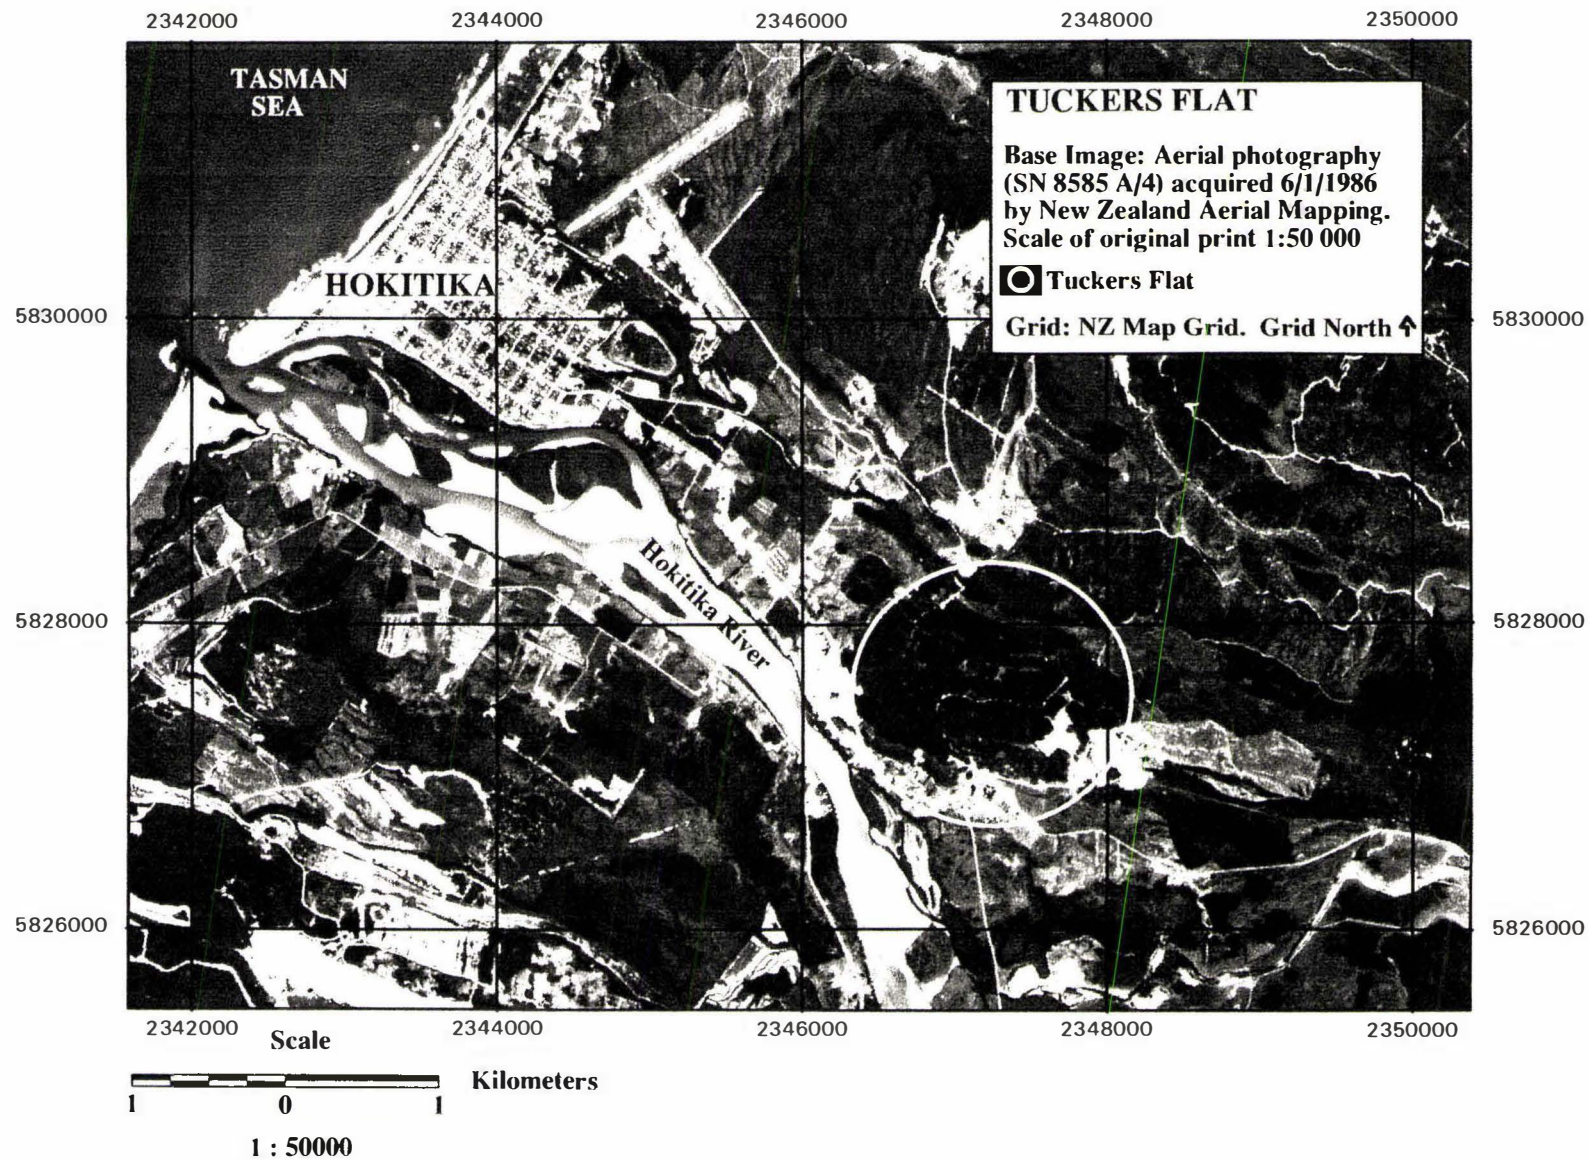 2342000 2344000 2346000 2348000 2350000
TASMAN
SEA
TUCKERS FLAT
Base Image: Aerial photography
(SN 8585 A/4) acquired 6/1/1986
by New Zealand Aerial Mapping.
Scale of original print 1:50 000
Tuckers Flat
Grid: NZ Map Grid. Grid North
HOKITIKA
5830000 5830000
Hokitika River
5828000 5828000
5826000 5826000
2342000 2344000 2346000 2348000 2350000
Scale
Kilometers
1 0 1
1 : 50000